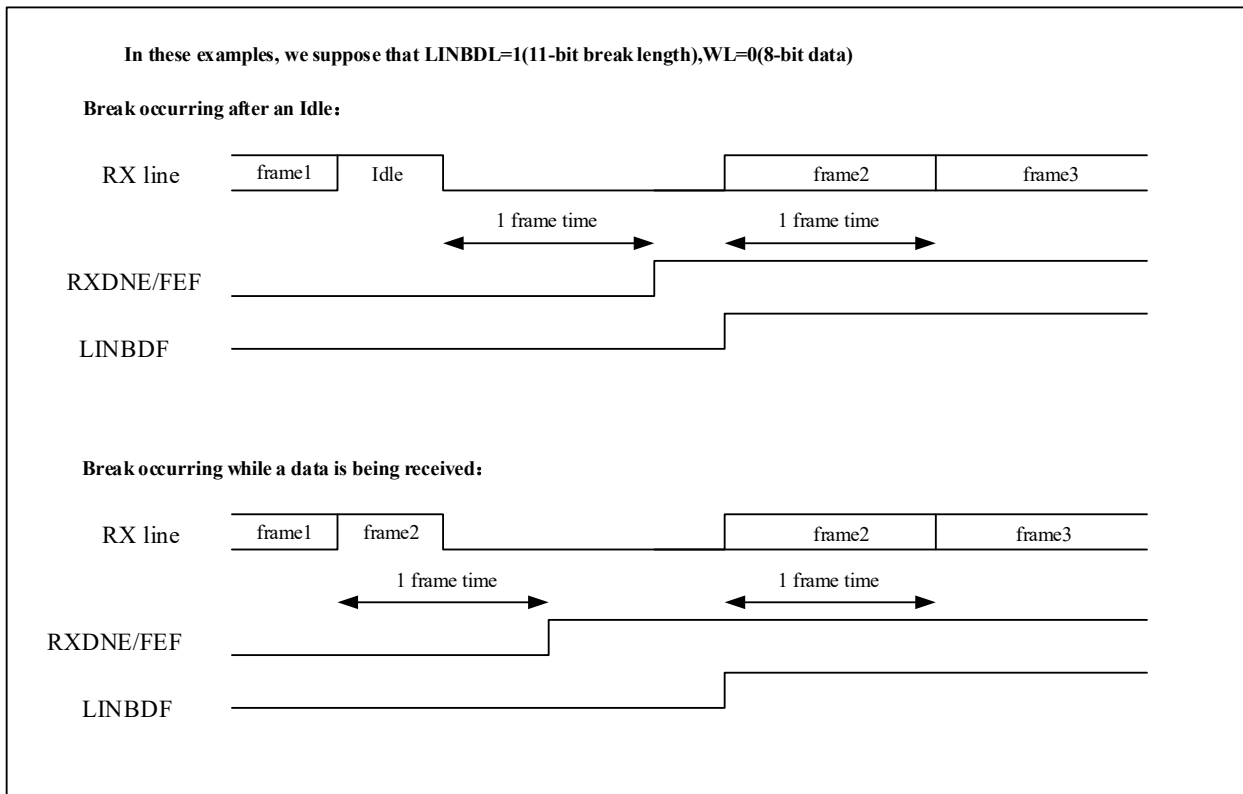 In these examples, we suppose that LINBDL=1(11-bit break length),WL=0(8-bit data)
Break occurring after an Idle：
RX line
frame1
Idle
frame2
frame3
1 frame time
1 frame time
RXDNE/FEF
LINBDF
Break occurring while a data is being received：
RX line
frame1
frame2
frame2
frame3
1 frame time
1 frame time
RXDNE/FEF
LINBDF